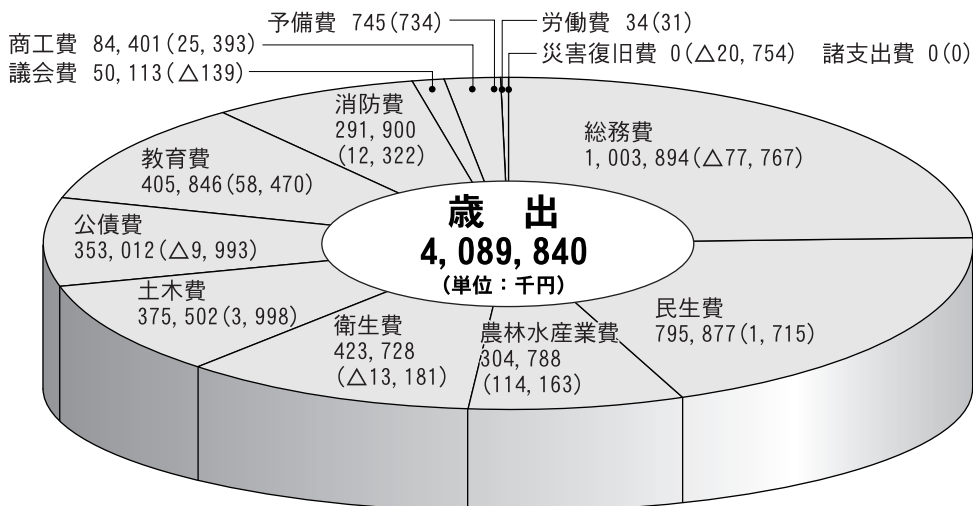 予備費 745(734)
労働費 34(31)
商工費 84,401(25,393)
災害復旧費 0(△20,754) 諸支出費 0(0)
議会費 50,113(△139)
消防費
291,900
(12,322)
総務費
1,003,894(△77,767)
教育費
405,846(58,470)
歳 出
4,089,840
(単位:千円)
公債費
353,012(△9,993)
土木費
375,502(3,998)
衛生費
423,728
(△13,181)
農林水産業費
304,788
(114,163)
民生費
795,877(1,715)